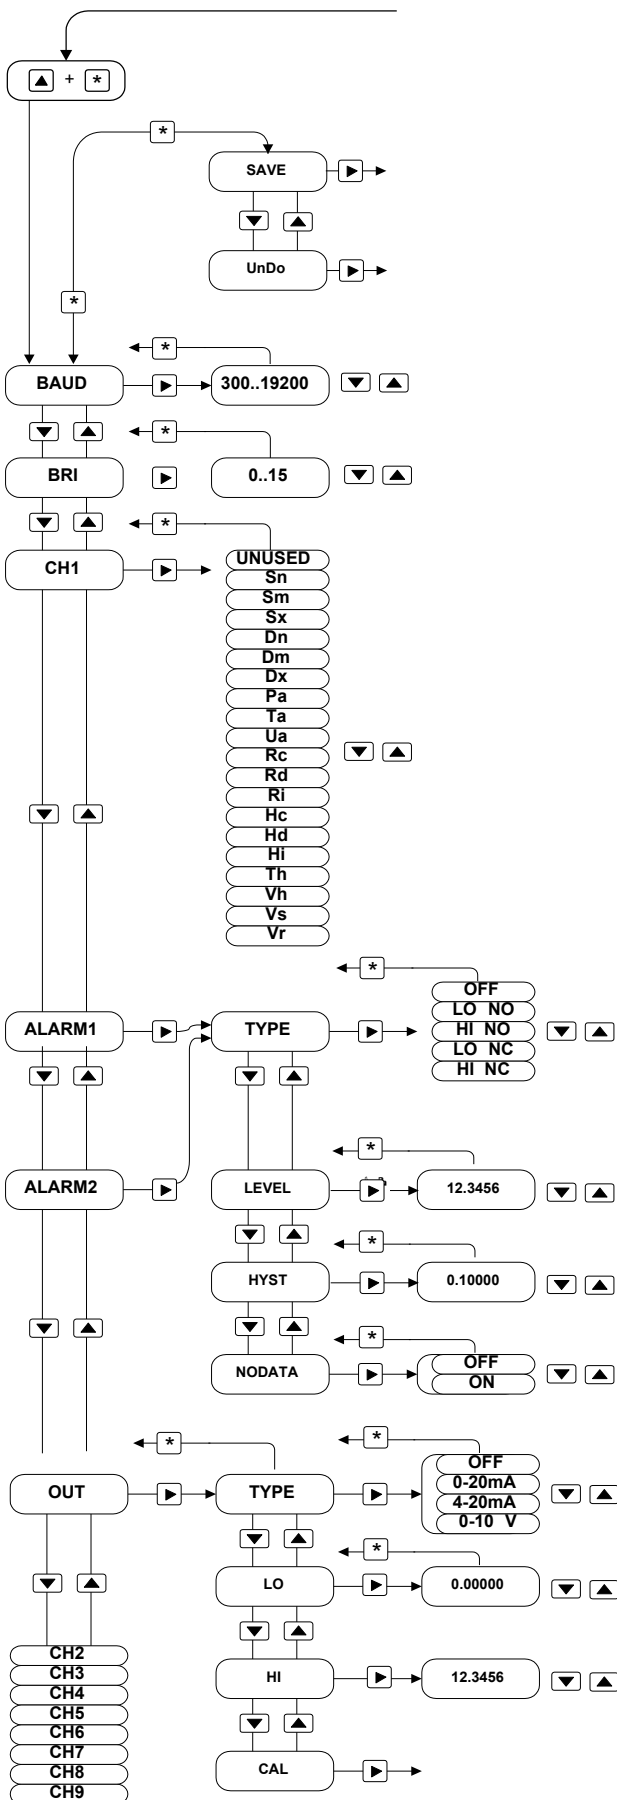 + *
*
SAVE
UnDo
*
*
BAUD
300..19200
*
BRI
0..15
*
CH1
UNUSED
Sn
Sm
Sx
Dn
Dm
Dx
Pa
Ta
Ua
Rc
Rd
Ri
Hc
Hd
Hi
Th
Vh
Vs
Vr
*
ALARM1
TYPE
OFF
LO NO
HI NO
LO NC
HI NC
*
ALARM2
LEVEL
12.3456
*
HYST
0.10000
*
NODATA
OFF
ON
*
*
OUT
TYPE
OFF
0-20mA
4-20mA
0-10 V
*
LO
0.00000
HI
12.3456
CAL
CH2
CH3
CH4
CH5
CH6
CH7
CH8
CH9